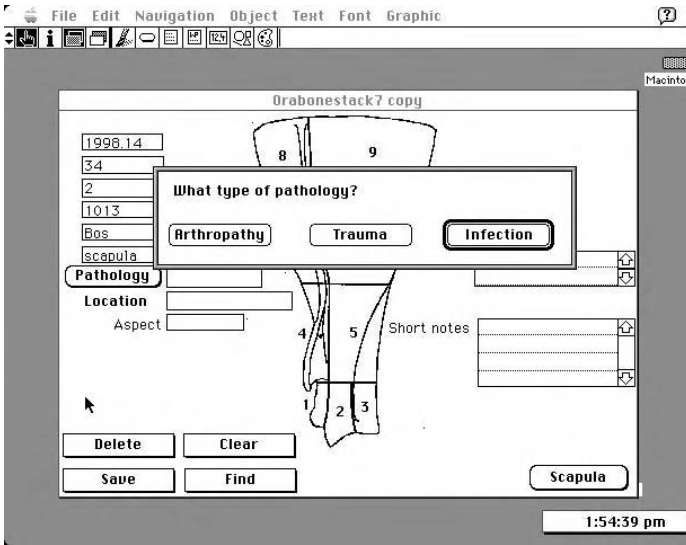 File Edit Navigation Object Text Font Graphic
Macinto
Orabonestack7 copy
1998.14
34
2
1013
Bos
scapula
Pathology
Location
Aspect
8
9
What type of pathology?
Arthropathy Trauma Infection
4
5
Short notes
1
2
3
Delete Clear
Save Find
Scapula
1:54:39 pm